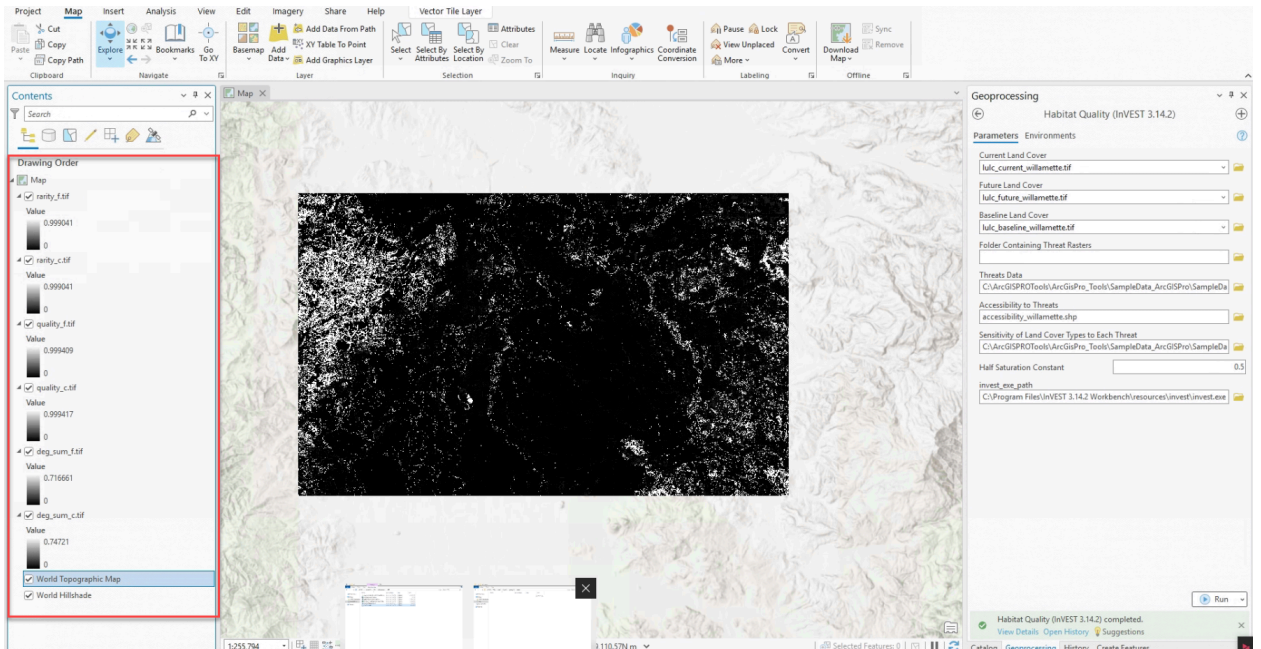 Project Map Insert Analysis View Edit Imagery Share Help Vector Tile Layer
Paste
Cut
Copy
Copy Path
Clipboard
Explore
Bookmarks
Go To XY
Navigate
Basemap
Add Data
Add Data From Path
XY Table To Point
Add Graphics Layer
Layer
Select
Select By Attributes
Select By Location
Attributes
Clear
Zoom To
Selection
Measure
Locate
Infographics
Coordinate Conversion
Inquiry
Pause
Lock
View Unplaced
More
Convert
Labeling
Download Map
Sync
Remove
Offline
Contents
Search
Drawing Order
Map
rarity_f.tif
Value
0.999041
0
rarity_c.tif
Value
0.999041
0
quality_f.tif
Value
0.999409
0
quality_c.tif
Value
0.999417
0
deg_sum_f.tif
Value
0.716661
0
deg_sum_c.tif
Value
0.74721
0
World Topographic Map
World Hillshade
Map
1:255,794
110.57N m
Selected Features: 0
Geoprocessing
Habitat Quality (InVEST 3.14.2)
Parameters Environments
Current Land Cover
lulc_current_willamette.tif
Future Land Cover
lulc_future_willamette.tif
Baseline Land Cover
lulc_baseline_willamette.tif
Folder Containing Threat Rasters
Threats Data
C:\ArcGISPROTools\ArcGisPro_Tools\SampleData_ArcGISPro\SampleDa
Accessibility to Threats
accessibility_willamette.shp
Sensitivity of Land Cover Types to Each Threat
C:\ArcGISPROTools\ArcGisPro_Tools\SampleData_ArcGISPro\SampleDa
Half Saturation Constant 0.5
invest_exe_path
C:\Program Files\InVEST 3.14.2 Workbench\resources\invest\invest.exe
Run
Habitat Quality (InVEST 3.14.2) completed.
View Details Open History Suggestions
Catalog Geoprocessing History Create Features